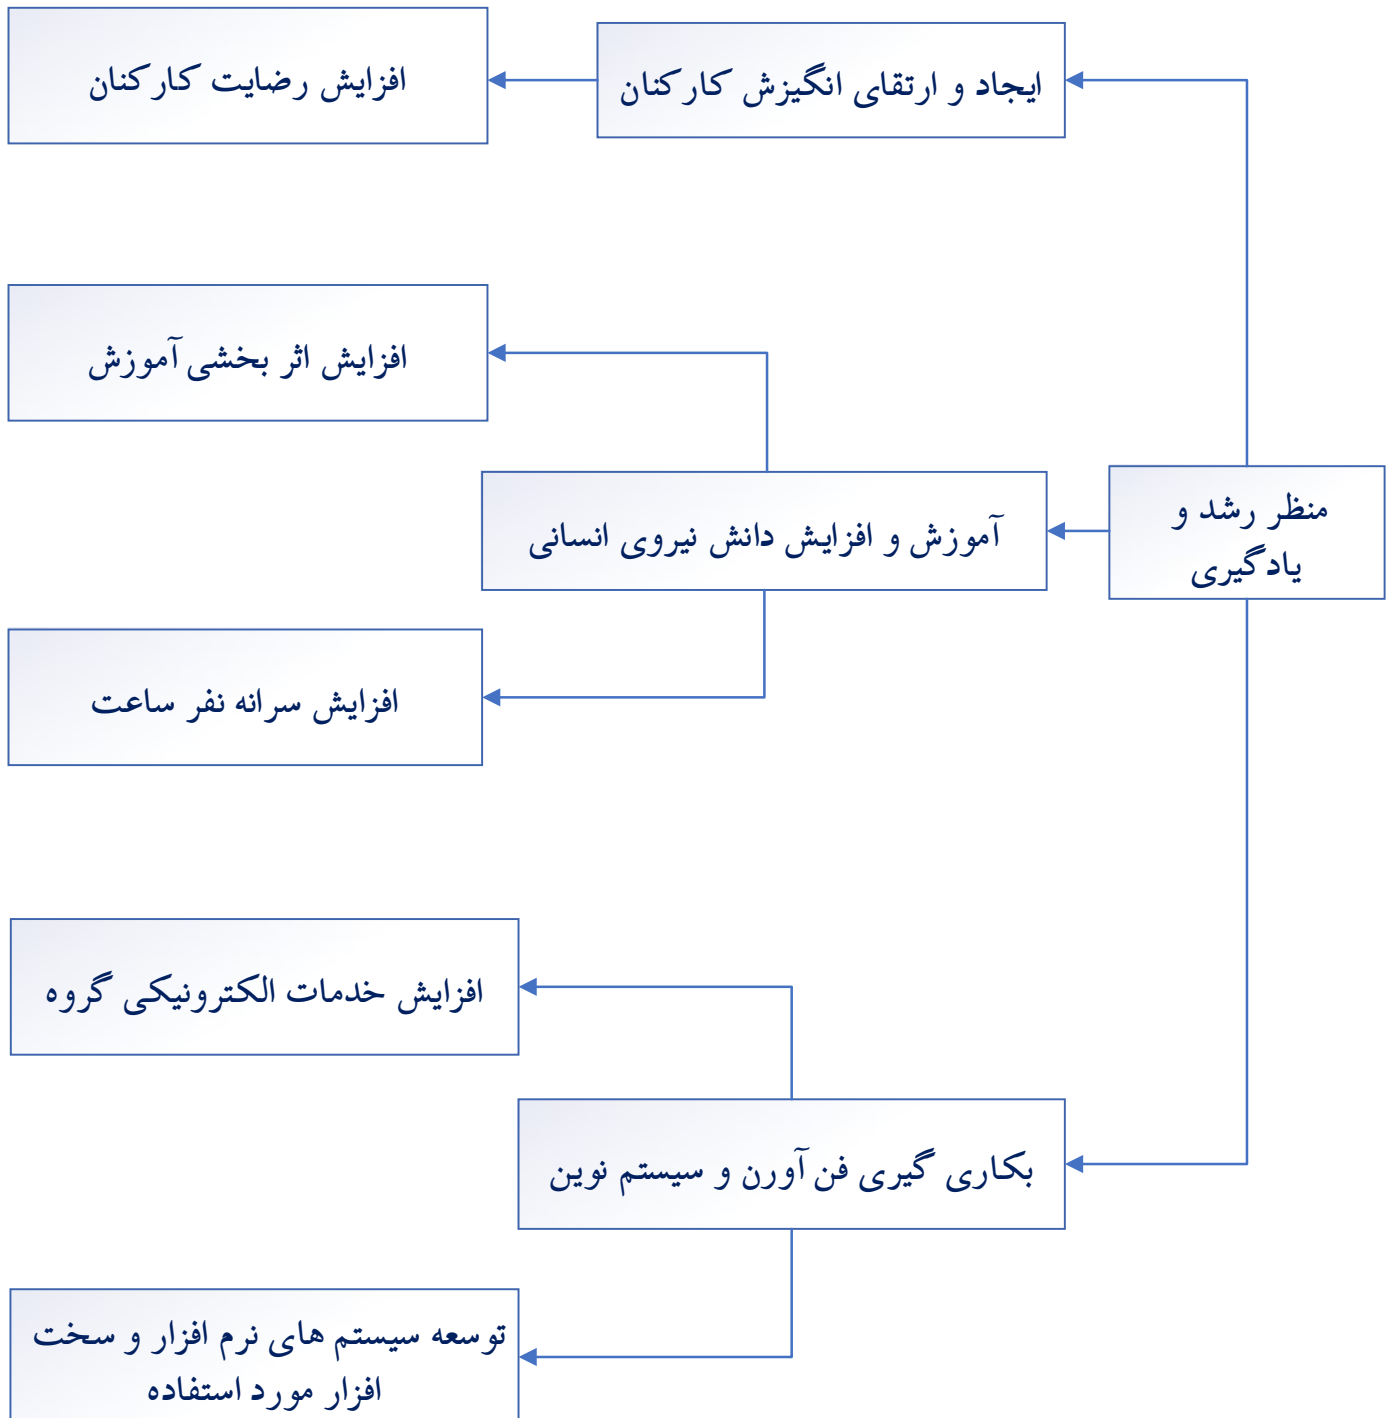 ایجاد و ارتقای انگیزش کارکنان
افزایش رضایت کارکنان
افزایش اثر بخشی آموزش
منظر رشد و
یادگیری
آموزش و افزایش دانش نیروی انسانی
افزایش سرانه نفر ساعت
افزایش خدمات الکترونیکی گروه
بکاری گیری فن آورن و سیستم نوین
توسعه سیستم های نرم افزار و سخت
افزار مورد استفاده